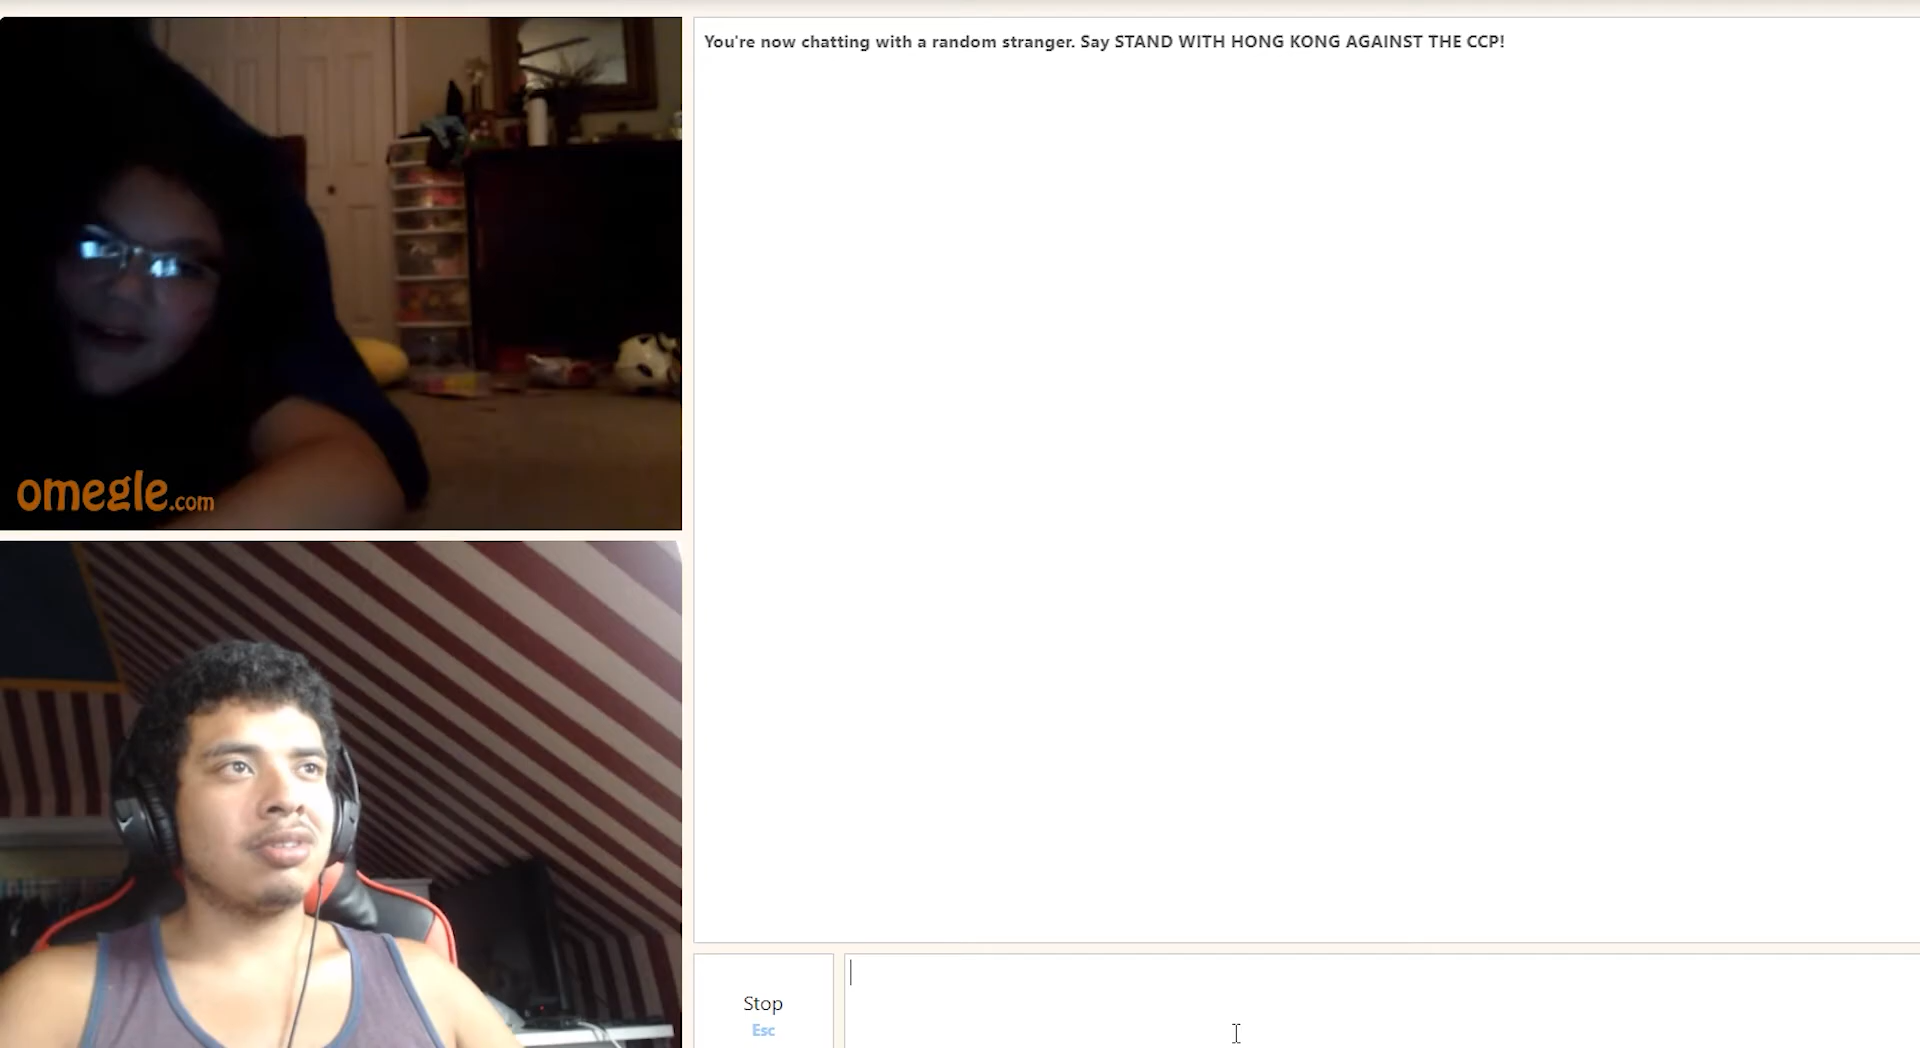 You're now chatting with a random stranger. Say STAND WITH HONG KONG AGAINST THE CCP!
omegle.com
Stop
Esc